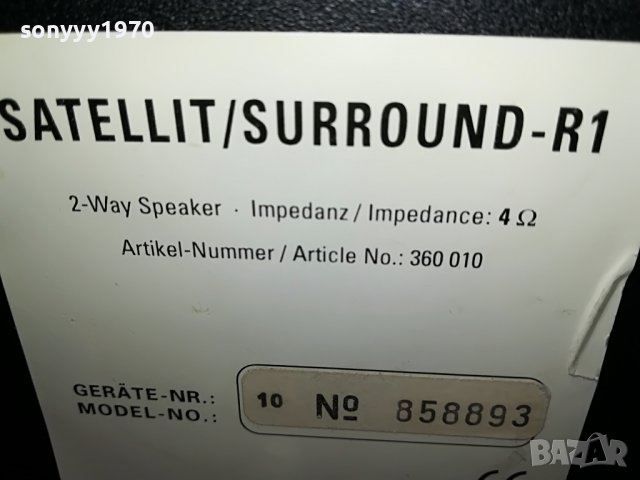 sonyyy1970
SATELLIT/SURROUND-R1
2-Way Speaker · Impedanz / Impedance: 4 Ω
Artikel-Nummer / Article No.: 360 010
GERÄTE-NR.:
MODEL-NO.:
10 Nº 858893
CE
BAZAR